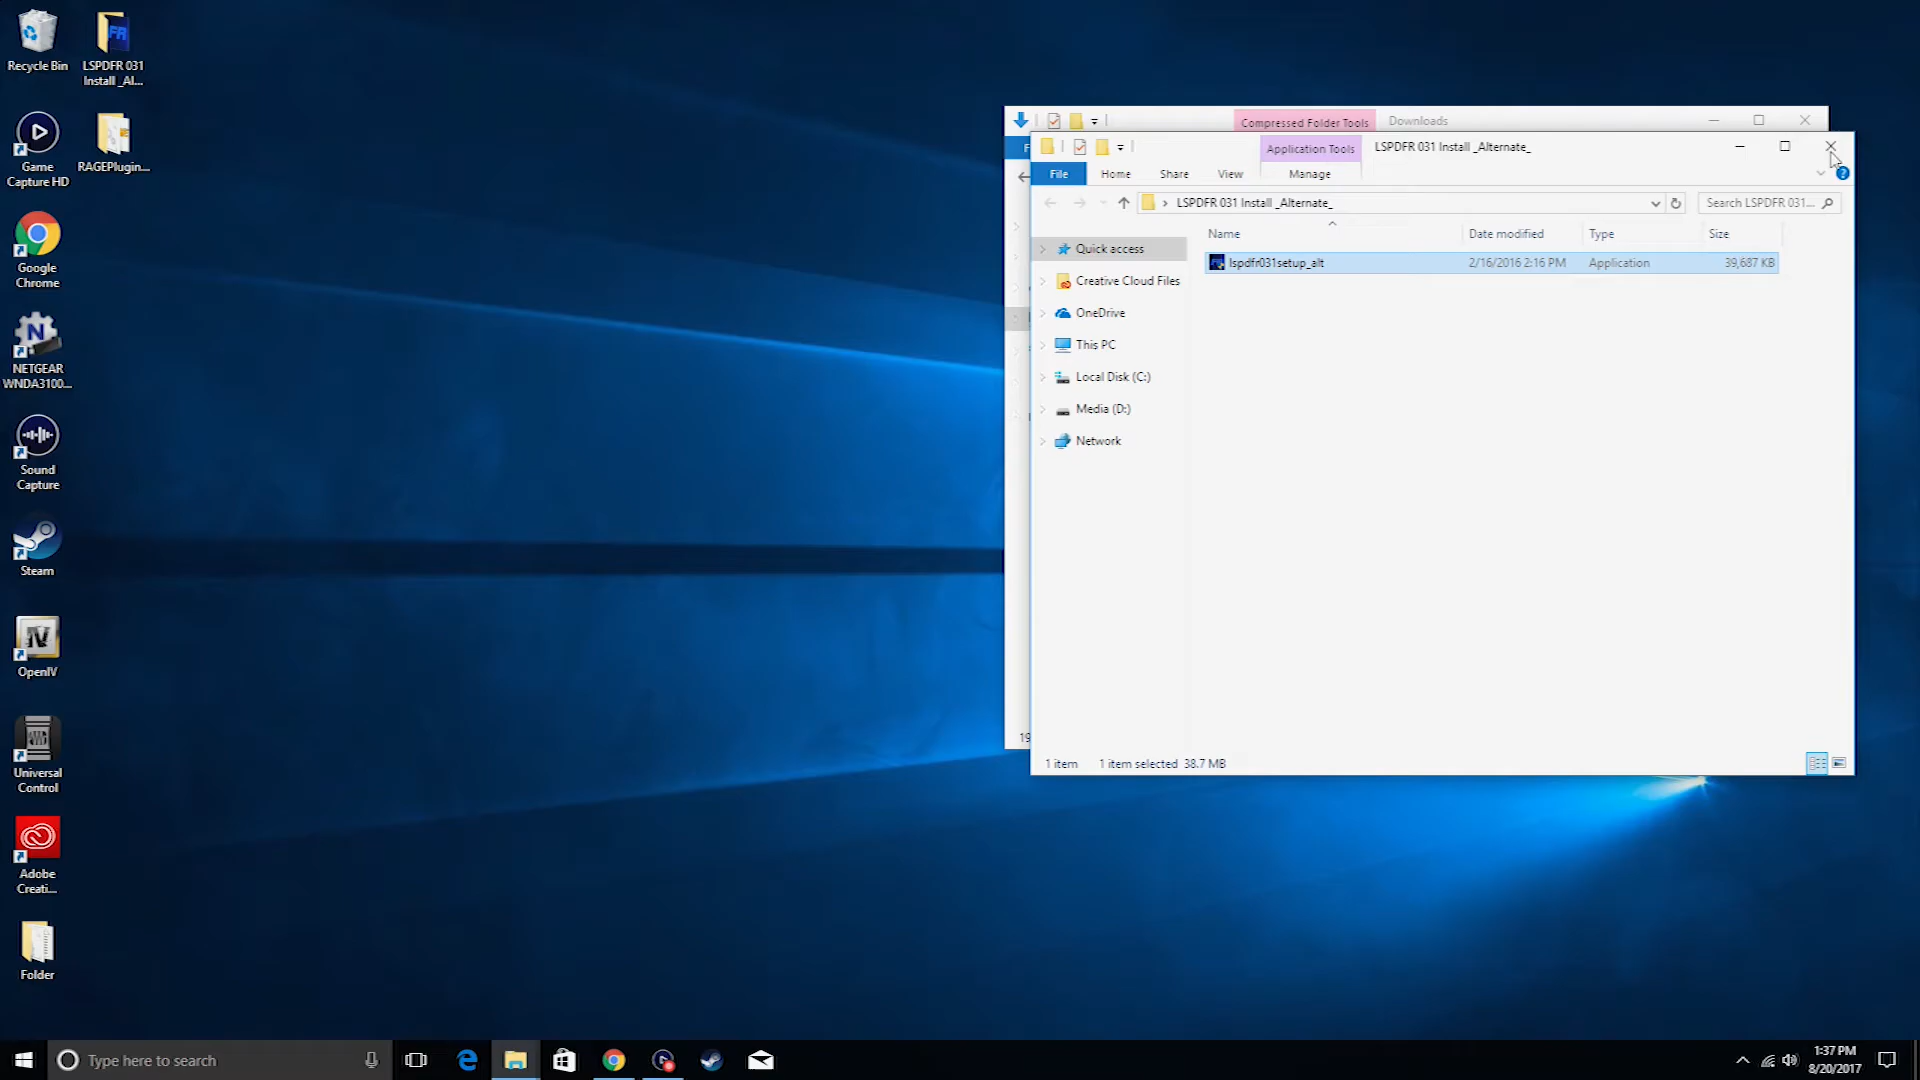 Recycle Bin
LSPDFR 031
Install _Al...
Game
Capture HD
RAGEPlugin...
Google
Chrome
NETGEAR
WNDA3100...
Sound
Capture
Steam
OpenIV
Universal
Control
Adobe
Creati...
Folder
Compressed Folder Tools
Downloads
Application Tools
LSPDFR 031 Install _Alternate_
File
Home
Share
View
Manage
LSPDFR 031 Install _Alternate_
Search LSPDFR 031...
Name
Date modified
Type
Size
lspdfr031setup_alt
2/16/2016 2:16 PM
Application
39,687 KB
Quick access
Creative Cloud Files
OneDrive
This PC
Local Disk (C:)
Media (D:)
Network
19
1 item
1 item selected 38.7 MB
Type here to search
1:37 PM
8/20/2017